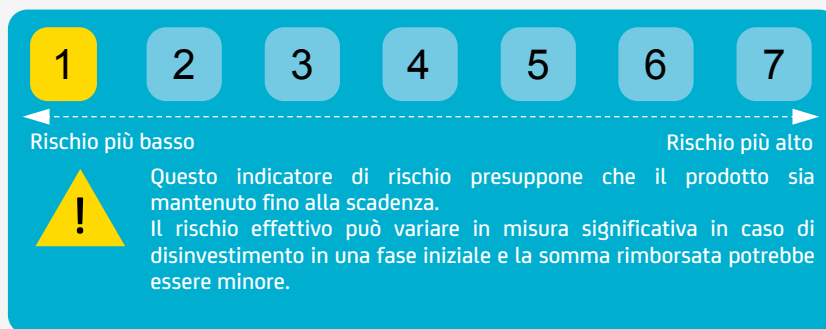 1 2 3 4 5 6 7
Rischio più basso Rischio più alto
!
Questo indicatore di rischio presuppone che il prodotto sia
mantenuto fino alla scadenza.
Il rischio effettivo può variare in misura significativa in caso di
disinvestimento in una fase iniziale e la somma rimborsata potrebbe
essere minore.